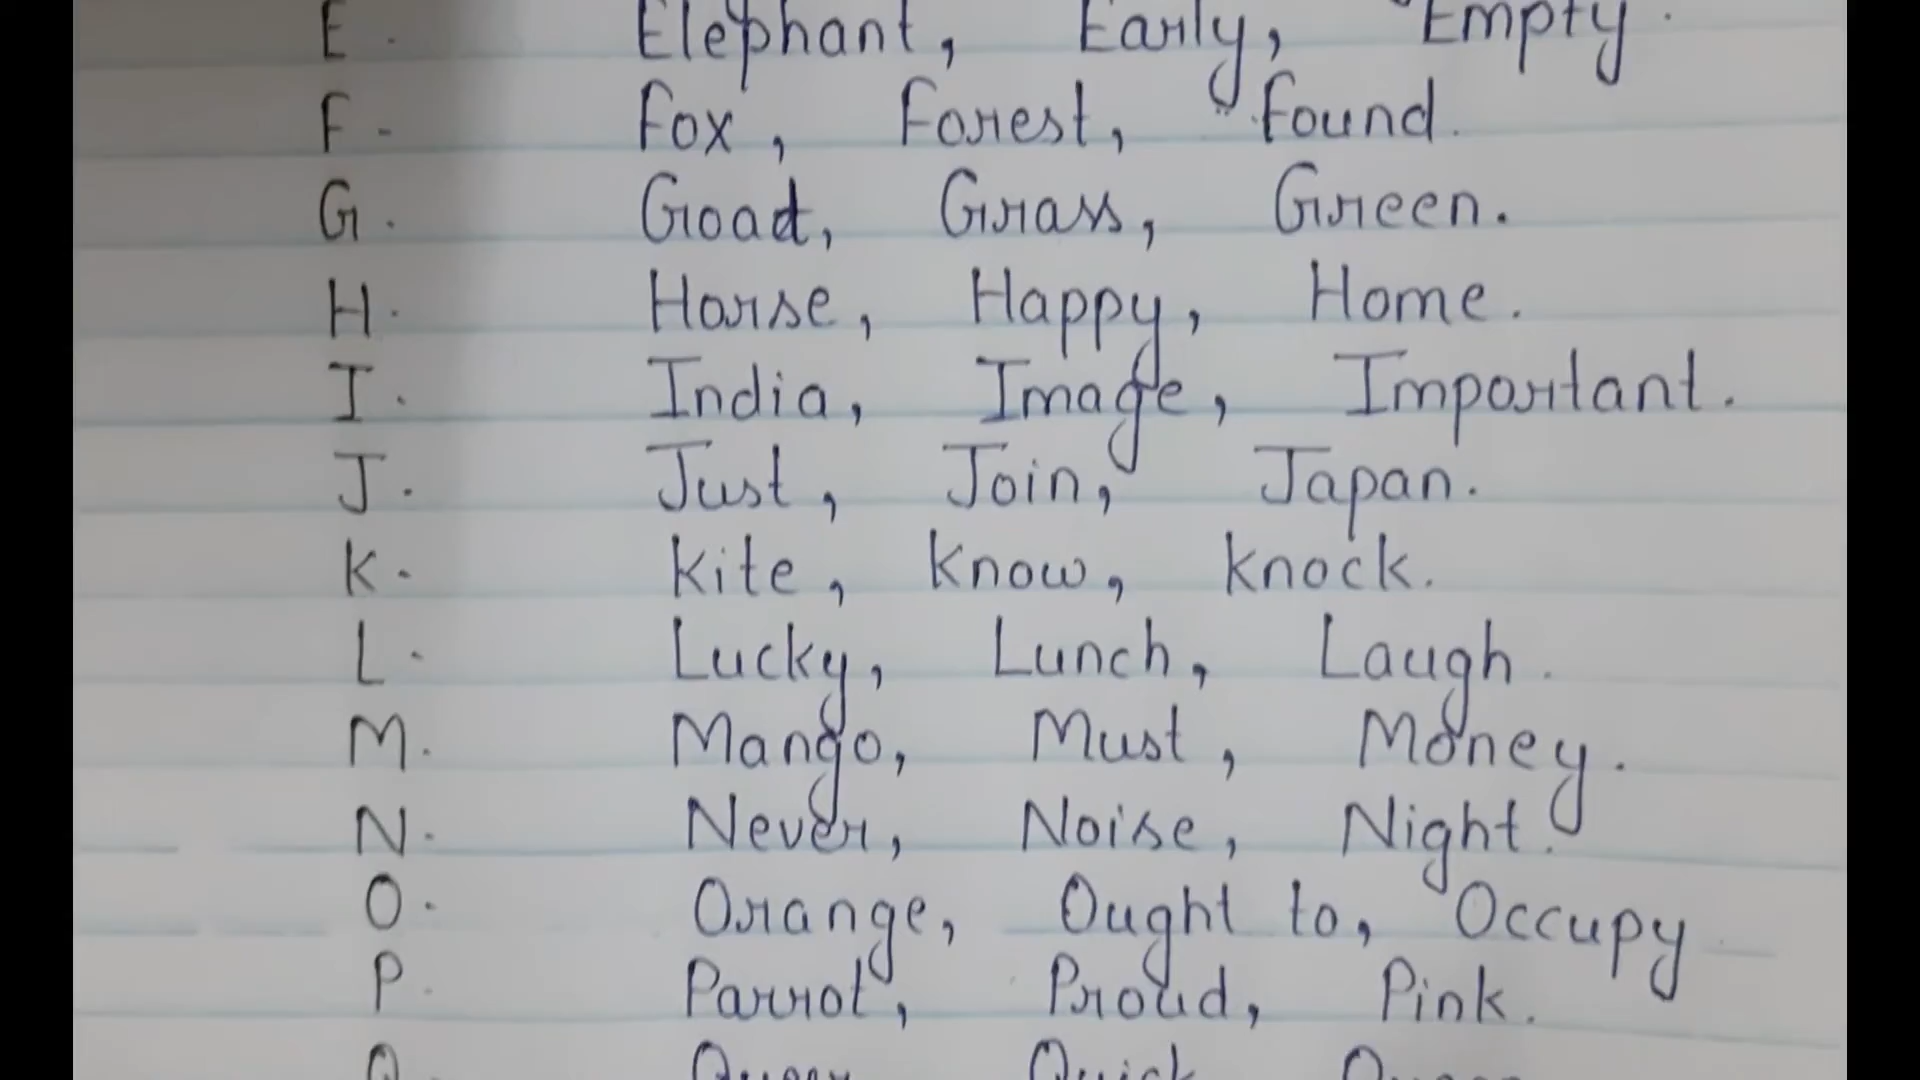 E. Elephant, Early, Empty.
F. Fox, Forest, Found.
G. Goat, Grass, Green.
H. Horse, Happy, Home.
I. India, Image, Important.
J. Just, Join, Japan.
K. Kite, Know, Knock.
L. Lucky, Lunch, Laugh.
M. Mango, Must, Money.
N. Never, Noise, Night.
O. Orange, Ought to, Occupy
P. Parrot, Proud, Pink.
Q. Quick